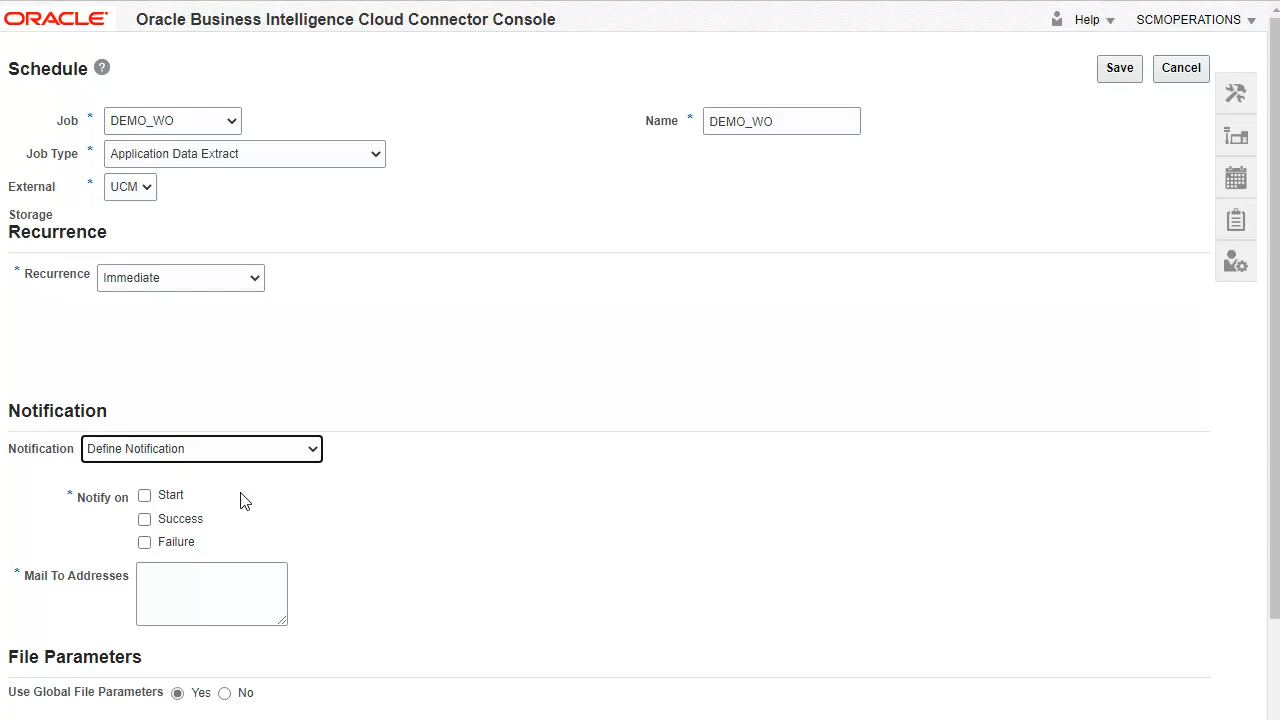 ORACLE Oracle Business Intelligence Cloud Connector Console Help SCMOPERATIONS
Schedule ? Save Cancel
Job * DEMO_WO Name * DEMO_WO
Job Type * Application Data Extract
External * UCM
Storage
Recurrence
* Recurrence Immediate
Notification
Notification Define Notification
* Notify on Start
Success
Failure
* Mail To Addresses
File Parameters
Use Global File Parameters Yes No